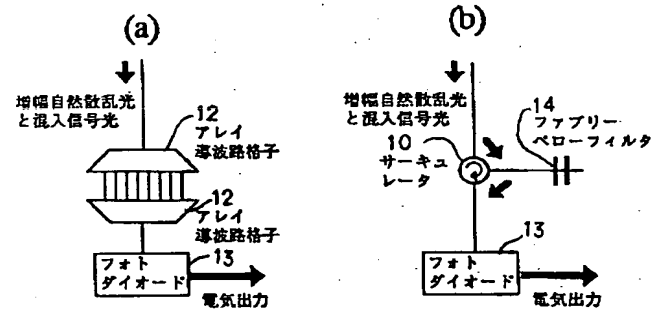 (a)
増幅自然散乱光
と混入信号光
12
アレイ
導波路格子
12
アレイ
導波路格子
フォト
ダイオード
13
電気出力
(b)
増幅自然散乱光
と混入信号光
14
ファブリー
ペローフィルタ
10
サーキュ
レータ
13
フォト
ダイオード
電気出力